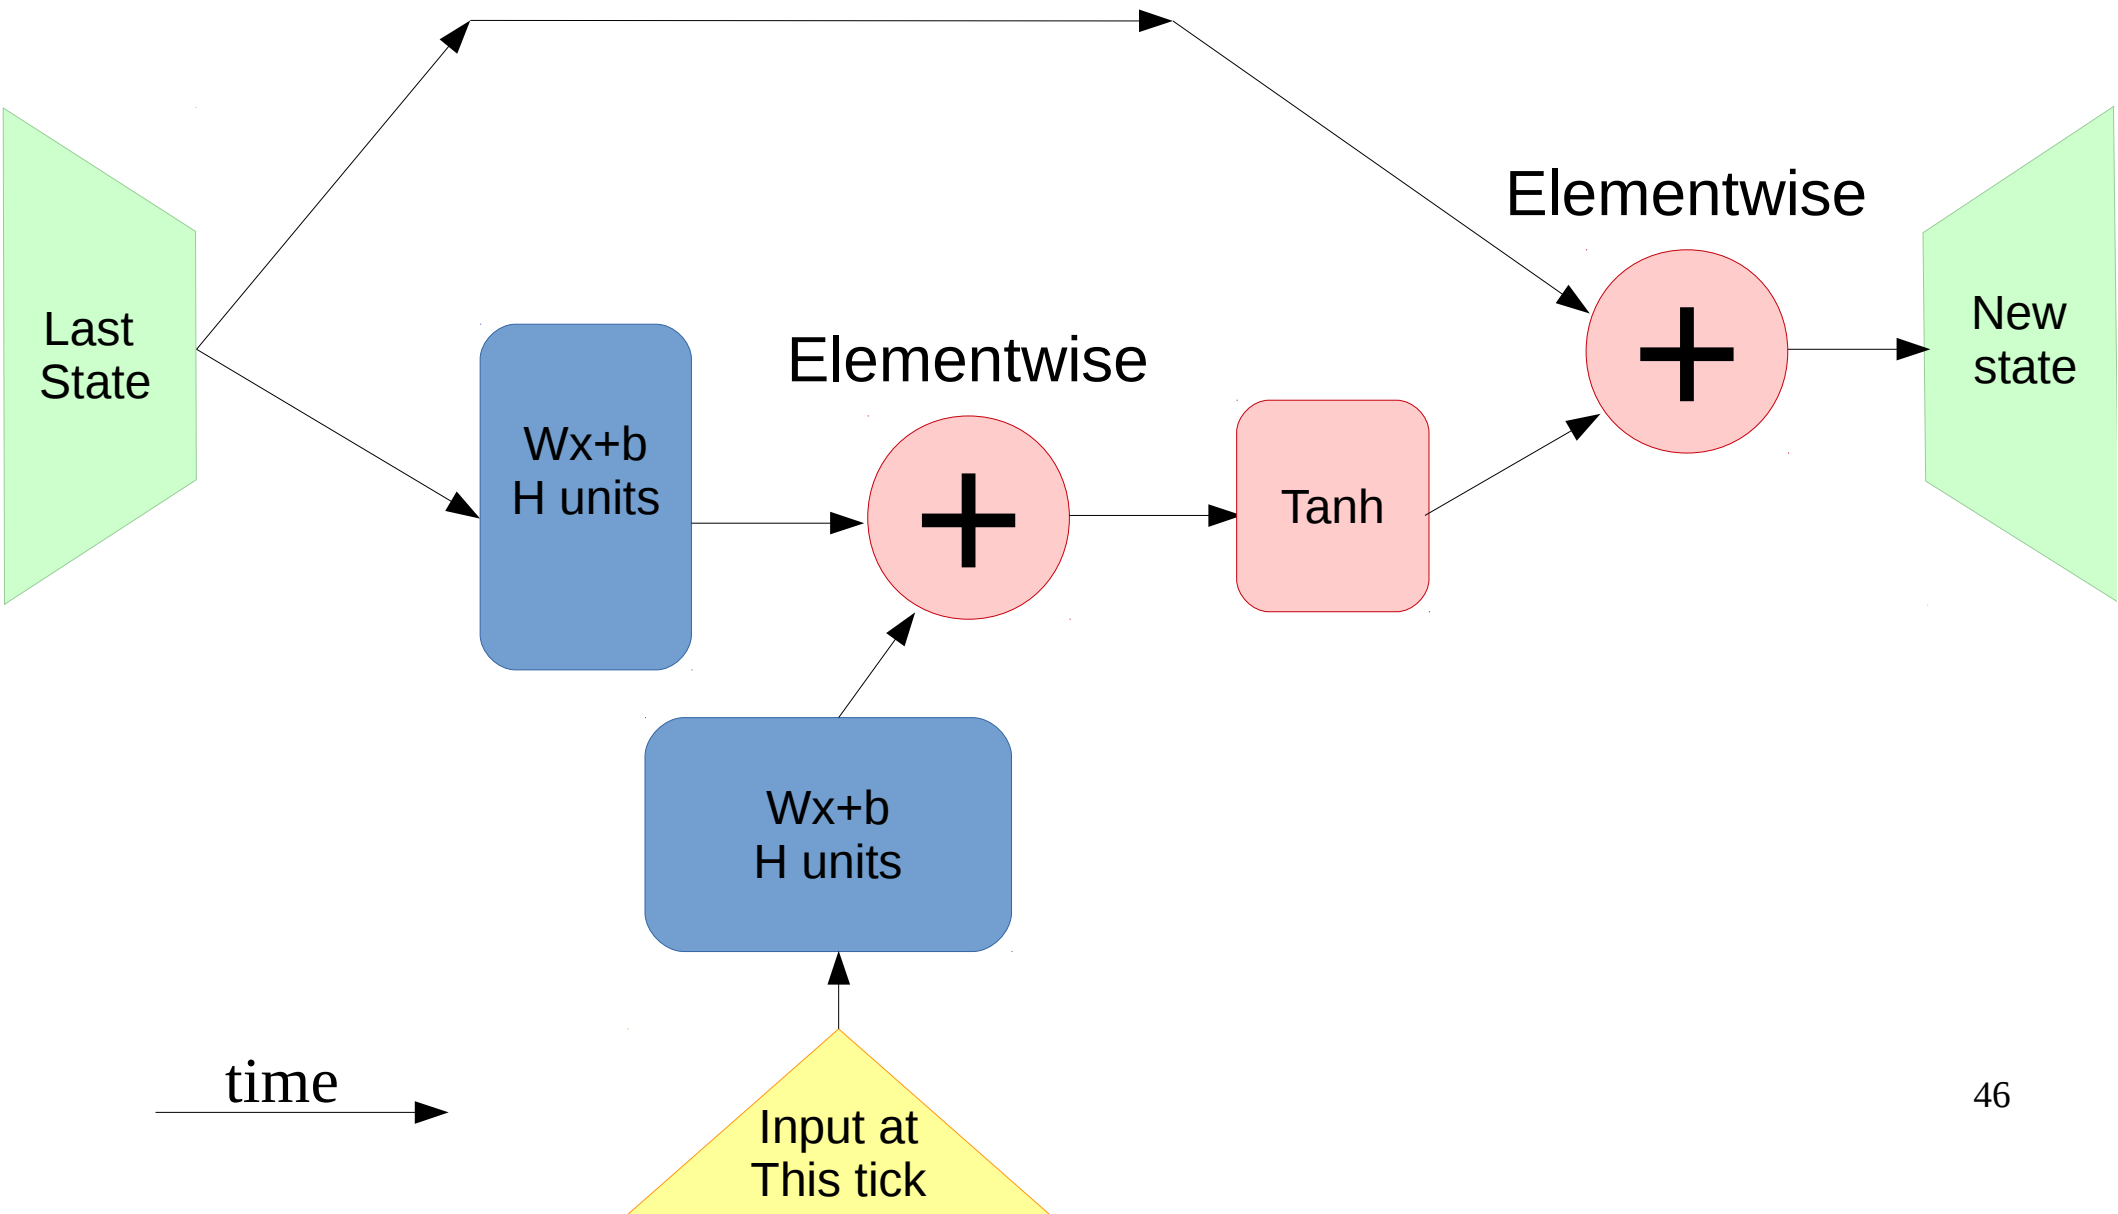 Elementwise
Last
State
New
state
Elementwise
Wx+b
H units
+
+
Tanh
Wx+b
H units
time
46
Input at
This tick